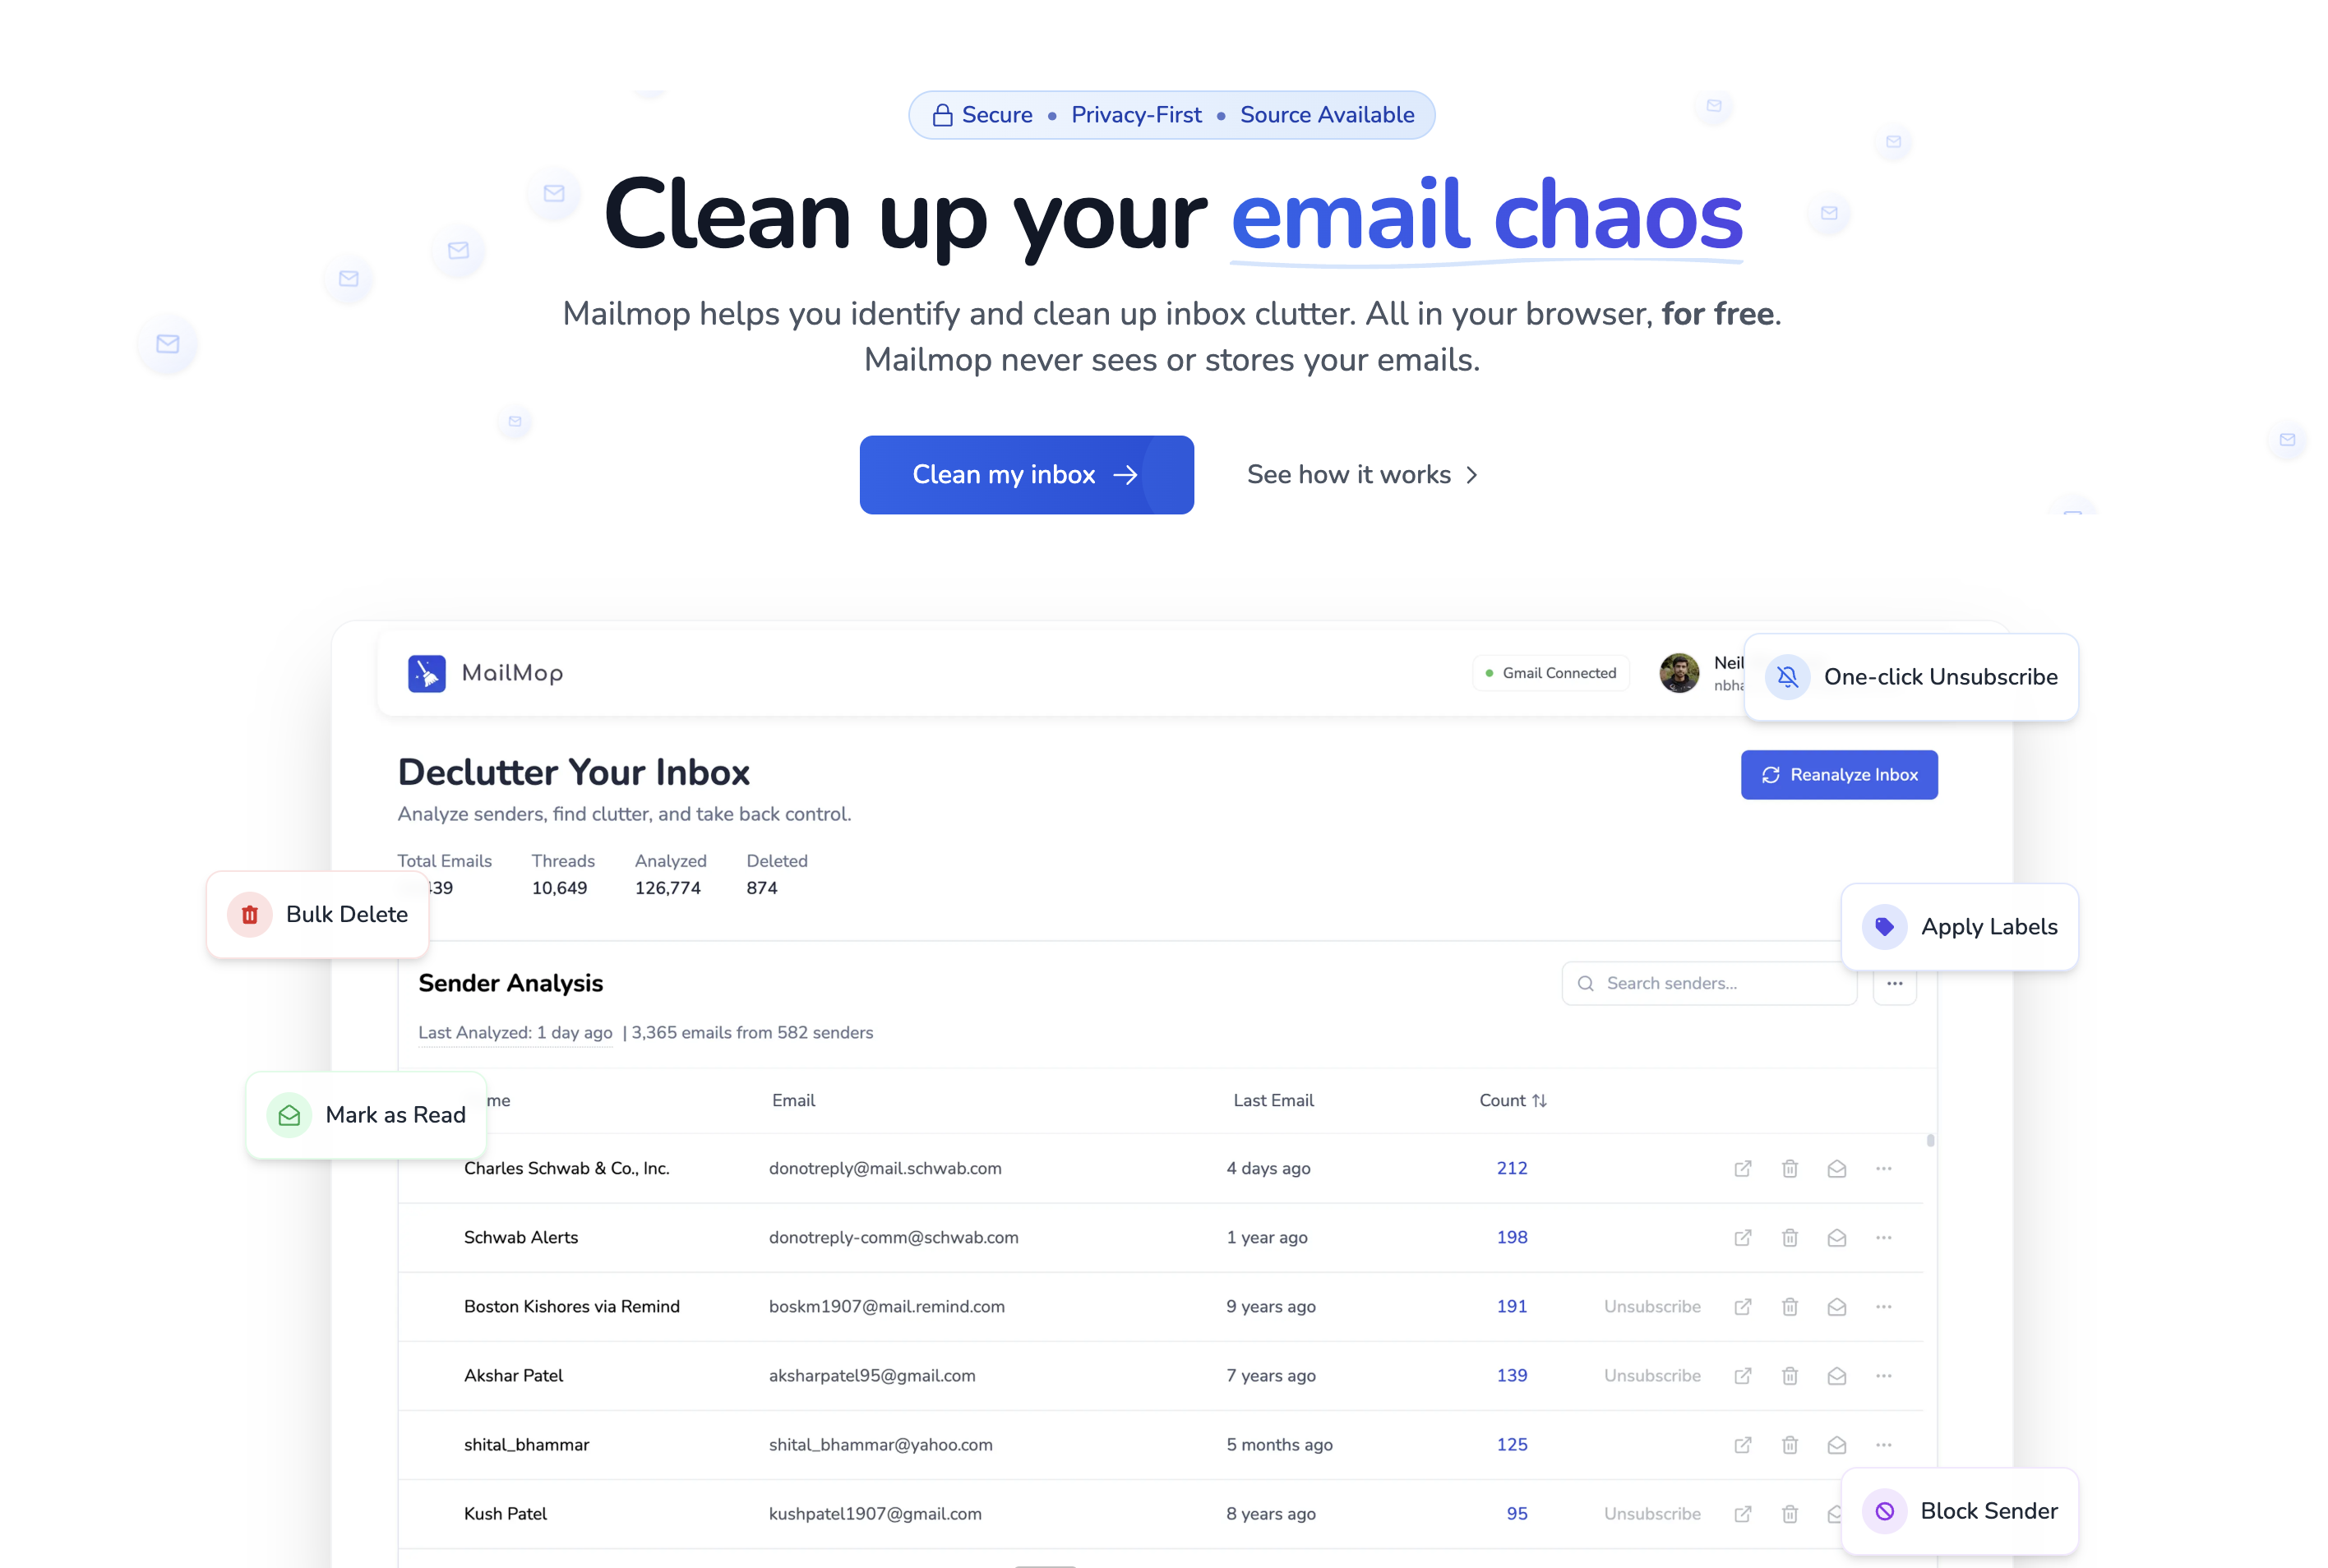 Secure • Privacy-First • Source Available
Clean up your email chaos
Mailmop helps you identify and clean up inbox clutter. All in your browser, for free.
Mailmop never sees or stores your emails.
Clean my inbox
See how it works
MailMop
Gmail Connected
Neil
nbha
One-click Unsubscribe
Declutter Your Inbox
Reanalyze Inbox
Analyze senders, find clutter, and take back control.
Total Emails Threads Analyzed Deleted
439 10,649 126,774 874
Bulk Delete
Apply Labels
Sender Analysis
Search senders...
Last Analyzed: 1 day ago | 3,365 emails from 582 senders
Mark as Read
me Email Last Email Count
Charles Schwab & Co., Inc. donotreply@mail.schwab.com 4 days ago 212
Schwab Alerts donotreply-comm@schwab.com 1 year ago 198
Boston Kishores via Remind boskm1907@mail.remind.com 9 years ago 191 Unsubscribe
Akshar Patel aksharpatel95@gmail.com 7 years ago 139 Unsubscribe
shital_bhammar shital_bhammar@yahoo.com 5 months ago 125
Kush Patel kushpatel1907@gmail.com 8 years ago 95 Unsubscribe
Block Sender